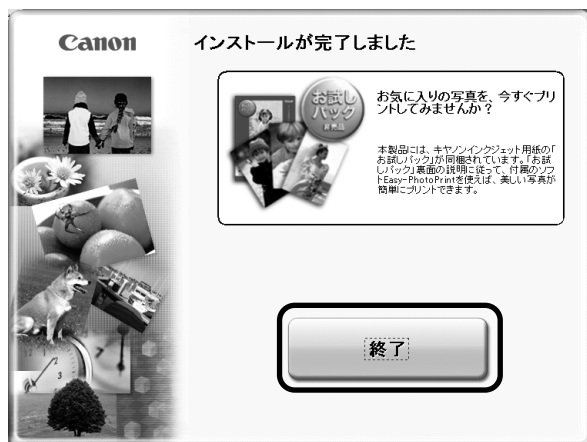 Canon
インストールが完了しました
お試し
パック
非売品
お気に入りの写真を、今すぐプリ
ントしてみませんか?
本製品には、キヤノンインクジェット用紙の「
お試しパック」が同梱されています。「お試
しパック」裏面の説明に従って、付属のソフ
トEasy-PhotoPrintを使えば、美しい写真が
簡単にプリントできます。
終了